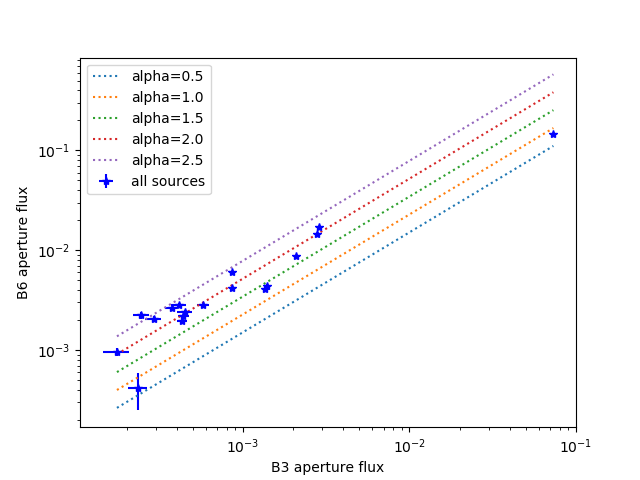 alpha=0.5
alpha=1.0
alpha=1.5
alpha=2.0
alpha=2.5
all sources
B6 aperture flux
10⁻¹
10⁻²
10⁻³
10⁻³
10⁻²
10⁻¹
B3 aperture flux